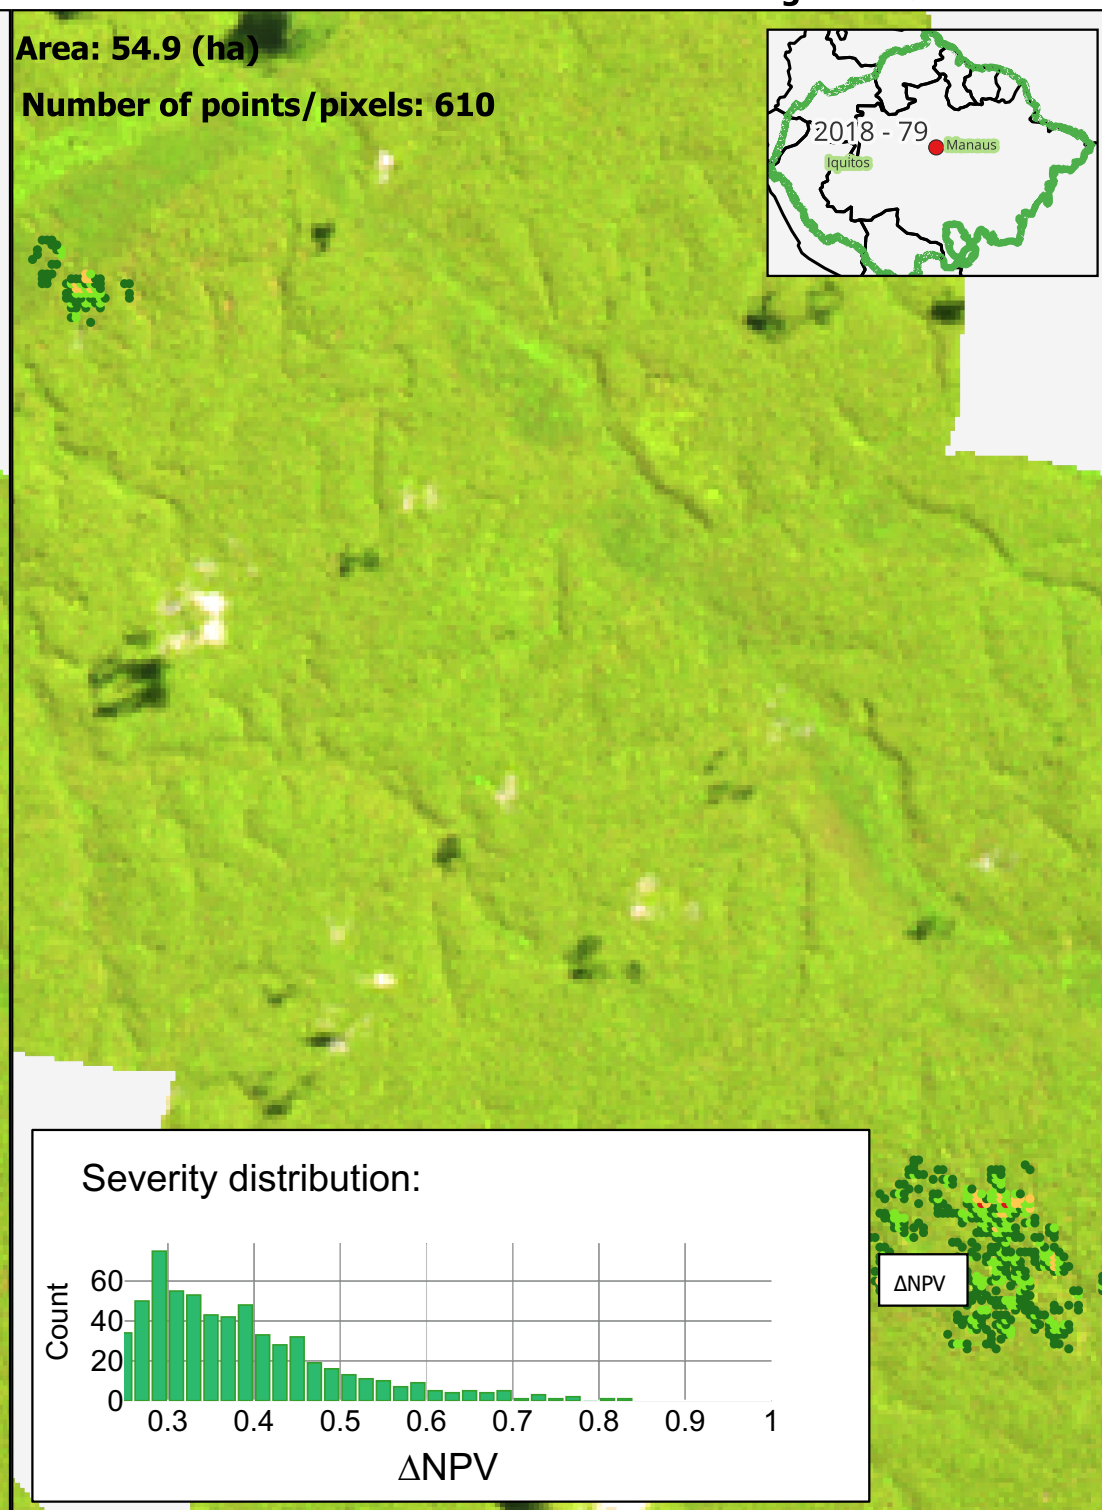 Area: 54.9 (ha)
Number of points/pixels: 610
2018 - 79
Manaus
Iquitos
Severity distribution:
Count
60
40
20
0
0.3 0.4 0.5 0.6 0.7 0.8 0.9 1
ΔNPV
ΔNPV